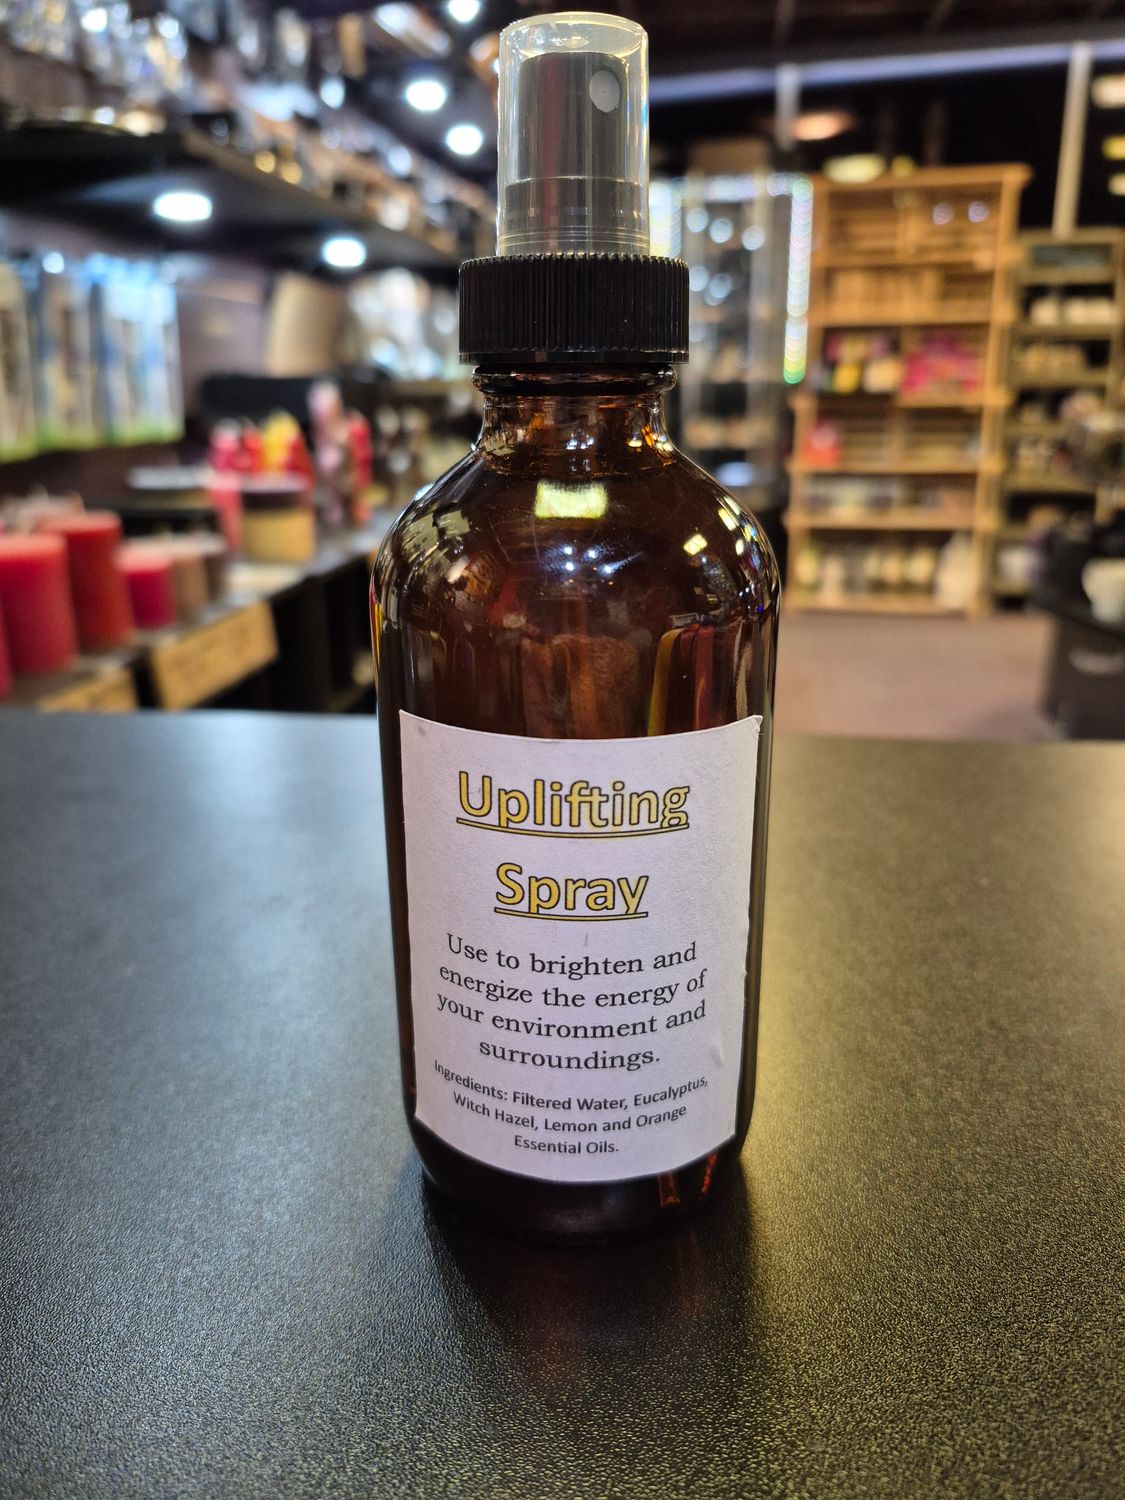 Uplifting
Spray
Use to brighten and
energize the energy of
your environment and
surroundings.
Ingredients: Filtered Water, Eucalyptus,
Witch Hazel, Lemon and Orange
Essential Oils.